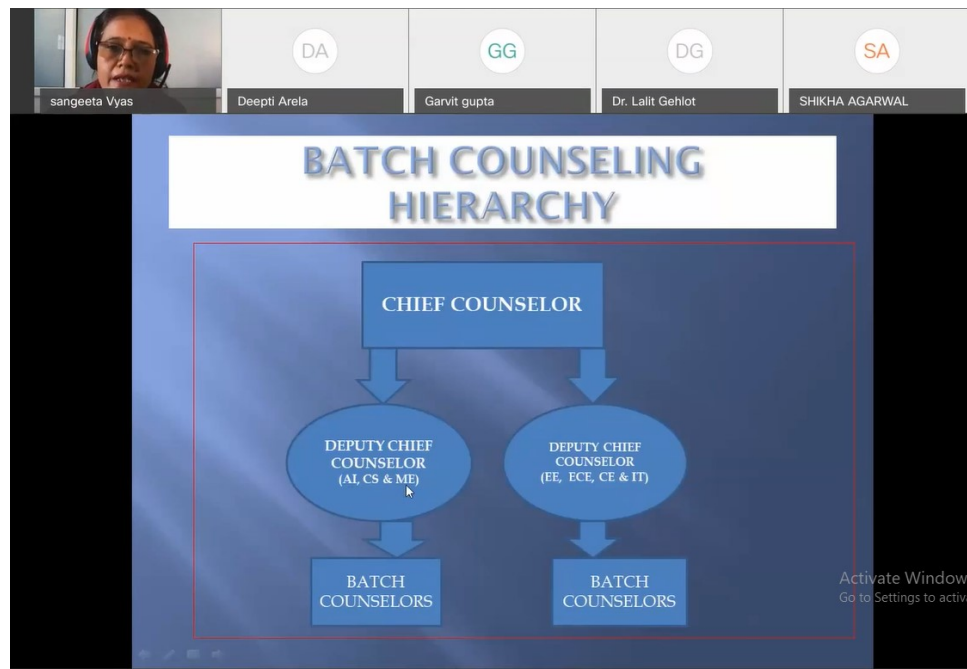 DA
GG
DG
SA
sangeeta Vyas
Deepti Arela
Garvit gupta
Dr. Lalit Gehlot
SHIKHA AGARWAL
BATCH COUNSELING
HIERARCHY
CHIEF COUNSELOR
DEPUTY CHIEF
COUNSELOR
(AI, CS & ME)
DEPUTY CHIEF
COUNSELOR
(EE, ECE, CE & IT)
BATCH
COUNSELORS
BATCH
COUNSELORS
Activate Window
Go to Settings to activa